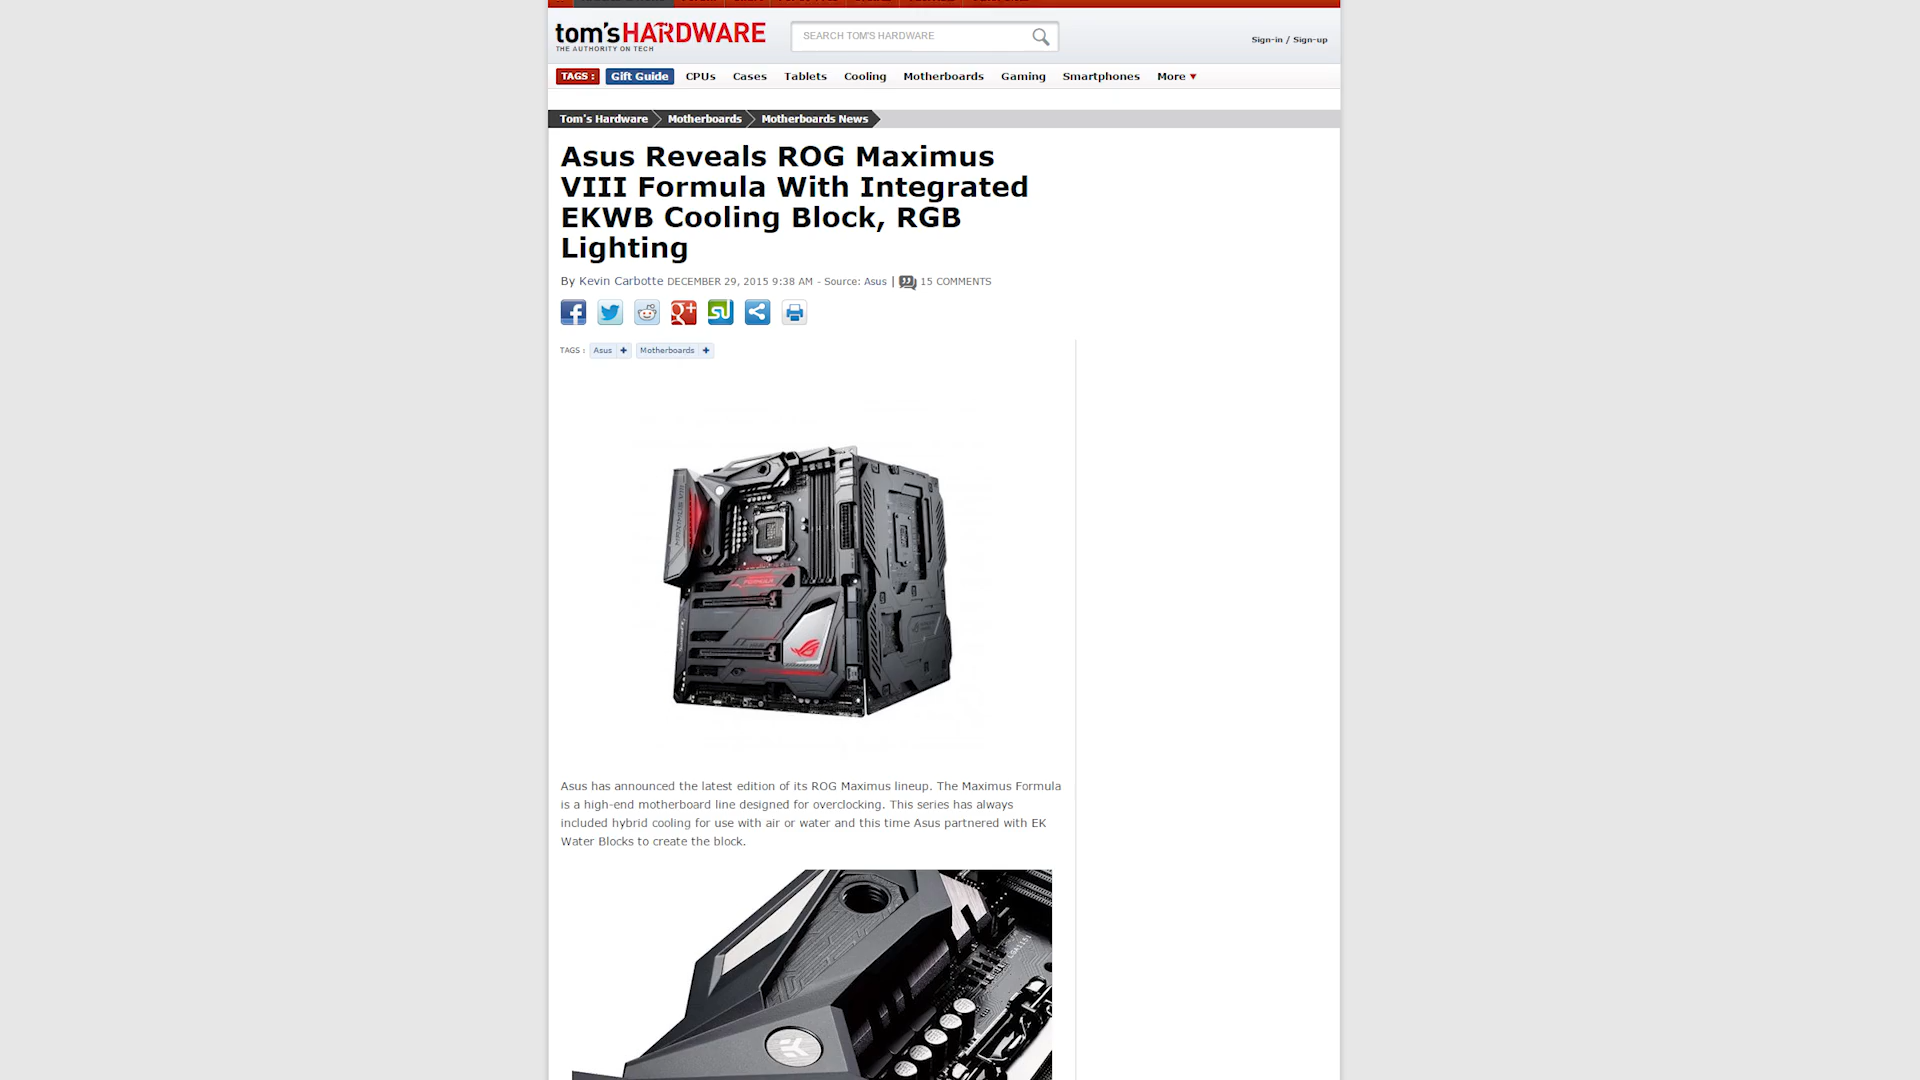 tom'sHARDWARE
THE AUTHORITY ON TECH
SEARCH TOM'S HARDWARE
Sign-in / Sign-up
TAGS : Gift Guide CPUs Cases Tablets Cooling Motherboards Gaming Smartphones More
Tom's Hardware Motherboards Motherboards News
Asus Reveals ROG Maximus
VIII Formula With Integrated
EKWB Cooling Block, RGB
Lighting
By Kevin Carbotte DECEMBER 29, 2015 9:38 AM - Source: Asus | 15 COMMENTS
TAGS : Asus + Motherboards +
FORMULA
Asus has announced the latest edition of its ROG Maximus lineup. The Maximus Formula
is a high-end motherboard line designed for overclocking. This series has always
included hybrid cooling for use with air or water and this time Asus partnered with EK
Water Blocks to create the block.
LGA1151